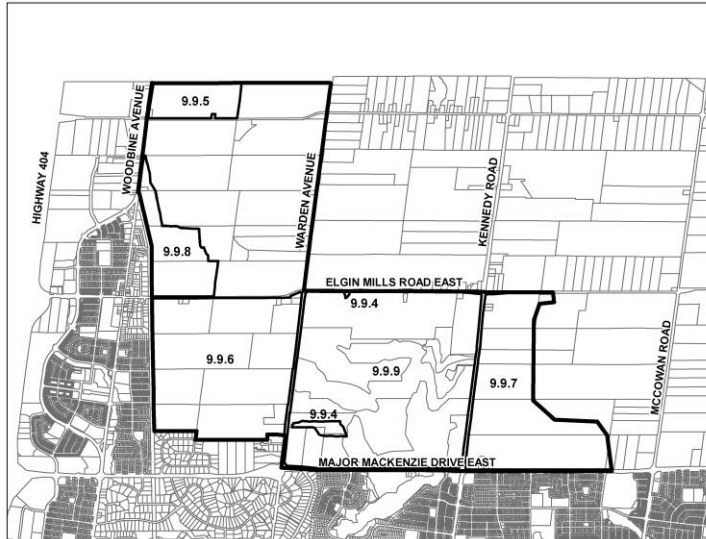 9.9.5
WOODBINE AVENUE
HIGHWAY 404
WARDEN AVENUE
KENNEDY ROAD
9.9.8
ELGIN MILLS ROAD EAST
9.9.4
9.9.6
9.9.9
9.9.7
MCCOWAN ROAD
9.9.4
MAJOR MACKENZIE DRIVE EAST